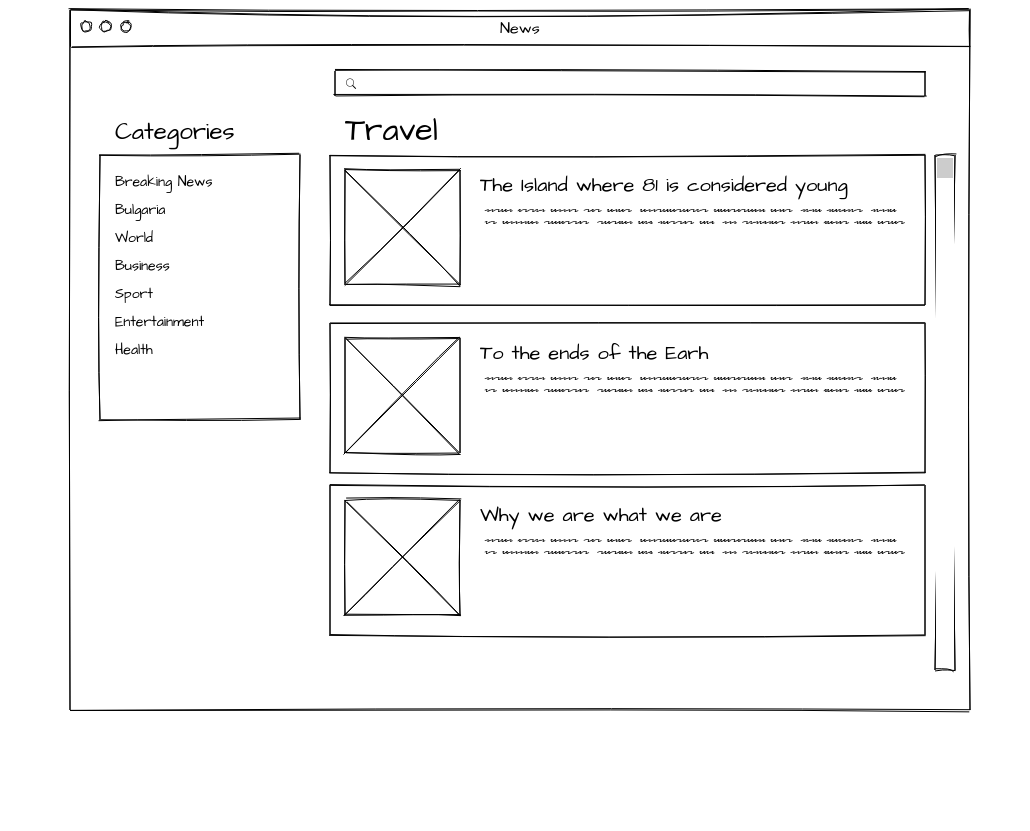 News
Categories
Breaking News
Bulgaria
World
Business
Sport
Entertainment
Health
Travel
The Island where 81 is considered young
To the ends of the Earh
Why we are what we are